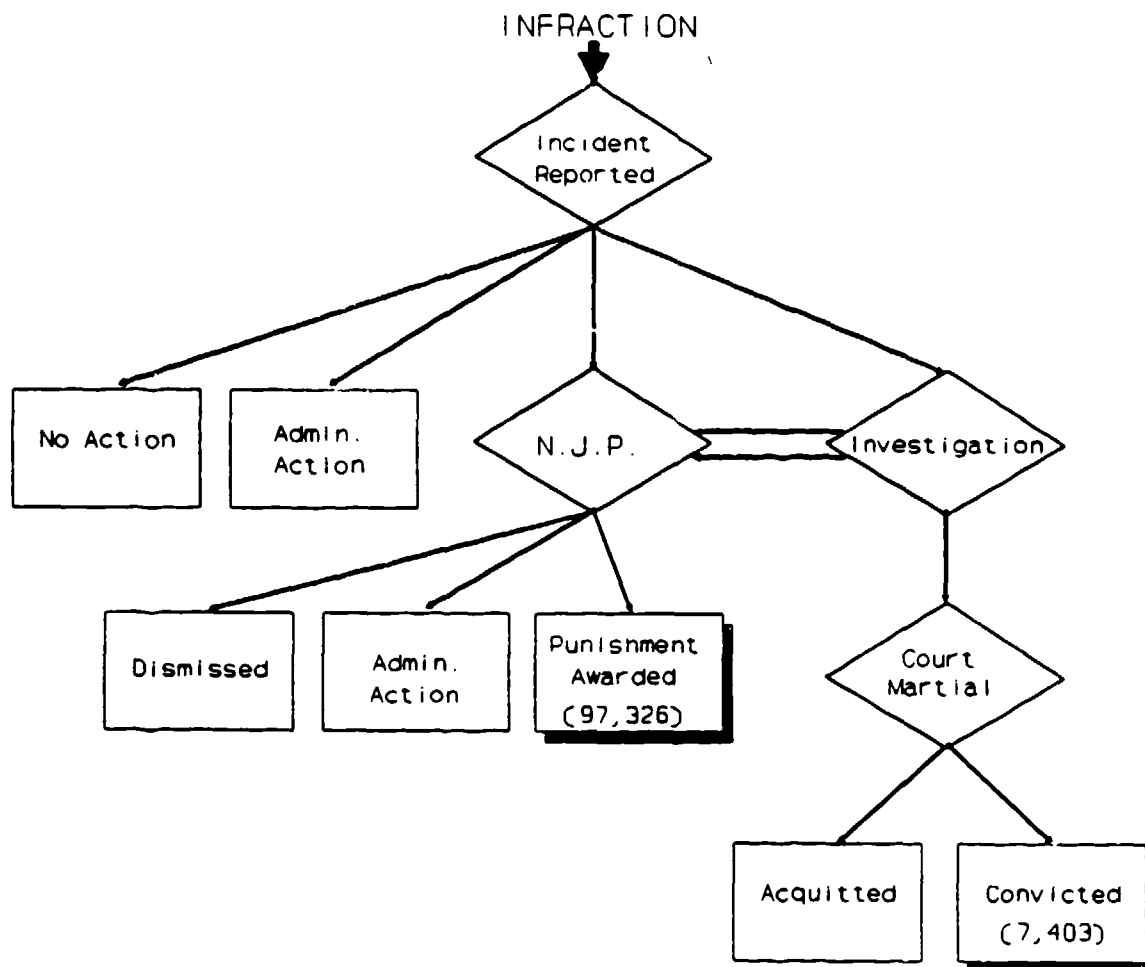 INFRACTION
Incident
Reported
No Action
Admin.
Action
N.J.P.
Investigation
Dismissed
Admin.
Action
Punishment
Awarded
(97,326)
Court
Martial
Acquitted
Convicted
(7,403)